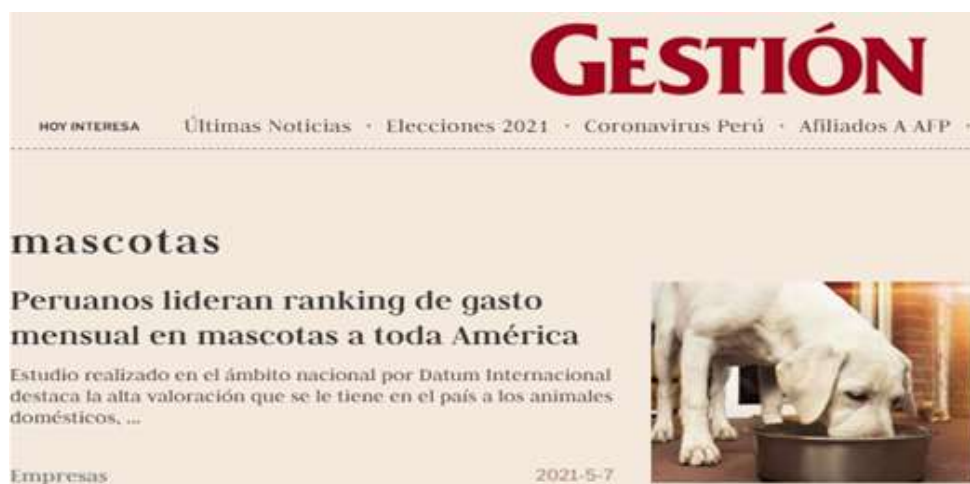 GESTIÓN
HOY INTERESA Últimas Noticias · Elecciones 2021 · Coronavirus Perú · Afiliados A AFP ·
mascotas
Peruanos lideran ranking de gasto
mensual en mascotas a toda América
Estudio realizado en el ámbito nacional por Datum Internacional
destaca la alta valoración que se le tiene en el país a los animales
domésticos, ...
Empresas 2021-5-7